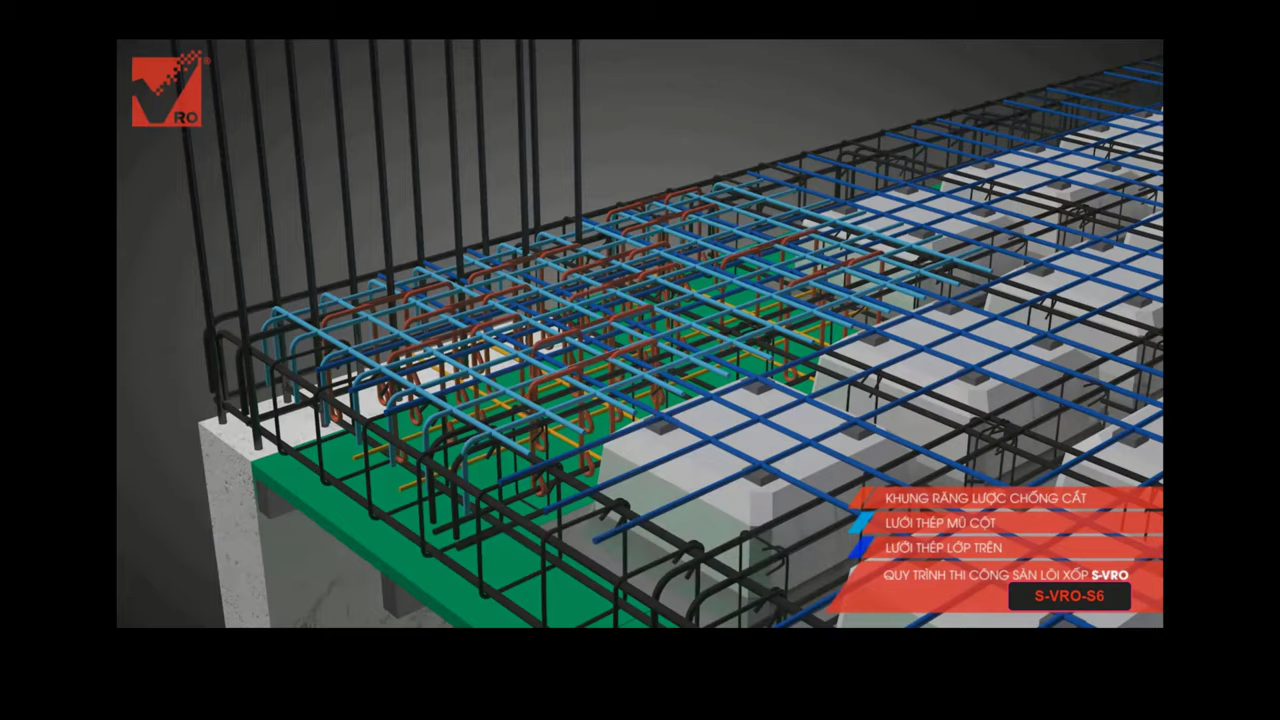 RO
KHUNG RĂNG LƯỢC CHỐNG CẮT
LƯỚI THÉP MŨ CỘT
LƯỚI THÉP LỚP TRÊN
QUY TRÌNH THI CÔNG SÀN LÕI XỐP S-VRO
S-VRO-S6